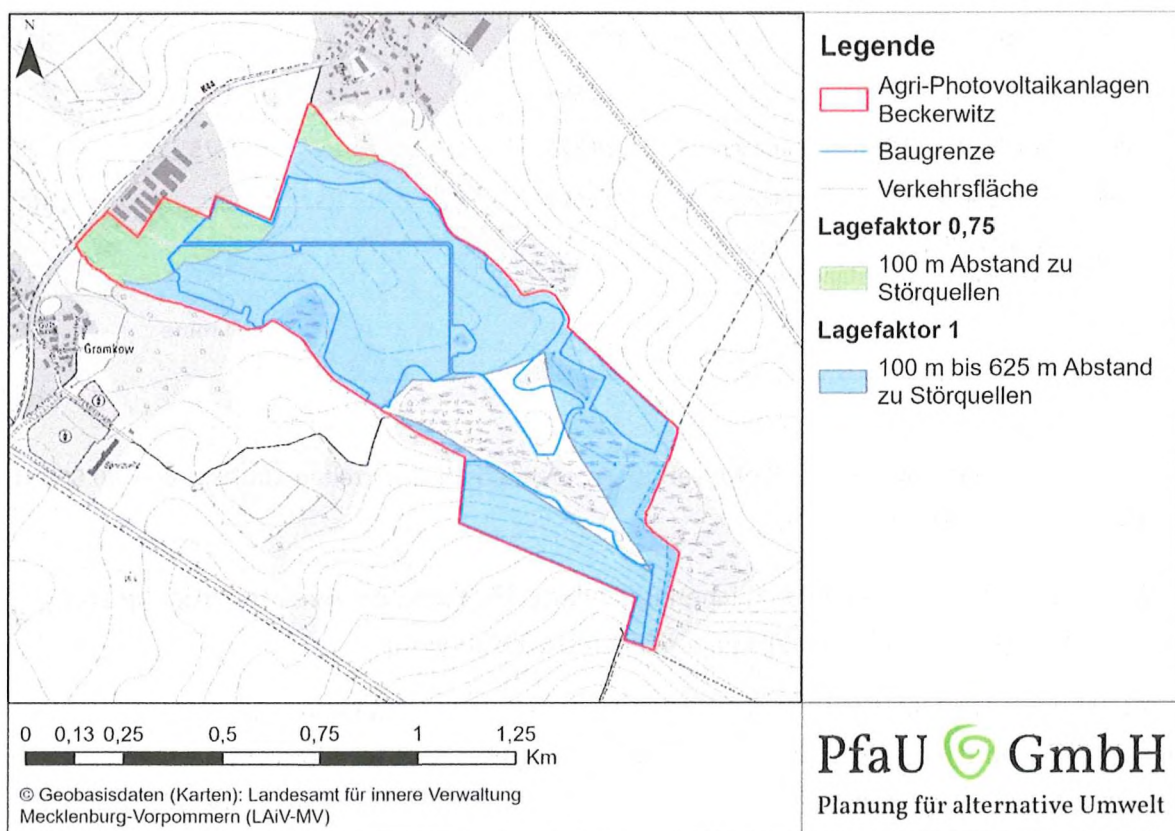 N
K44
Gramkow
Legende
Agri-Photovoltaikanlagen
Beckerwitz
Baugrenze
Verkehrsfläche
Lagefaktor 0,75
100 m Abstand zu
Störquellen
Lagefaktor 1
100 m bis 625 m Abstand
zu Störquellen
0 0,13 0,25 0,5 0,75 1 1,25
Km
© Geobasisdaten (Karten): Landesamt für innere Verwaltung
Mecklenburg-Vorpommern (LAiV-MV)
PfaU GmbH
Planung für alternative Umwelt